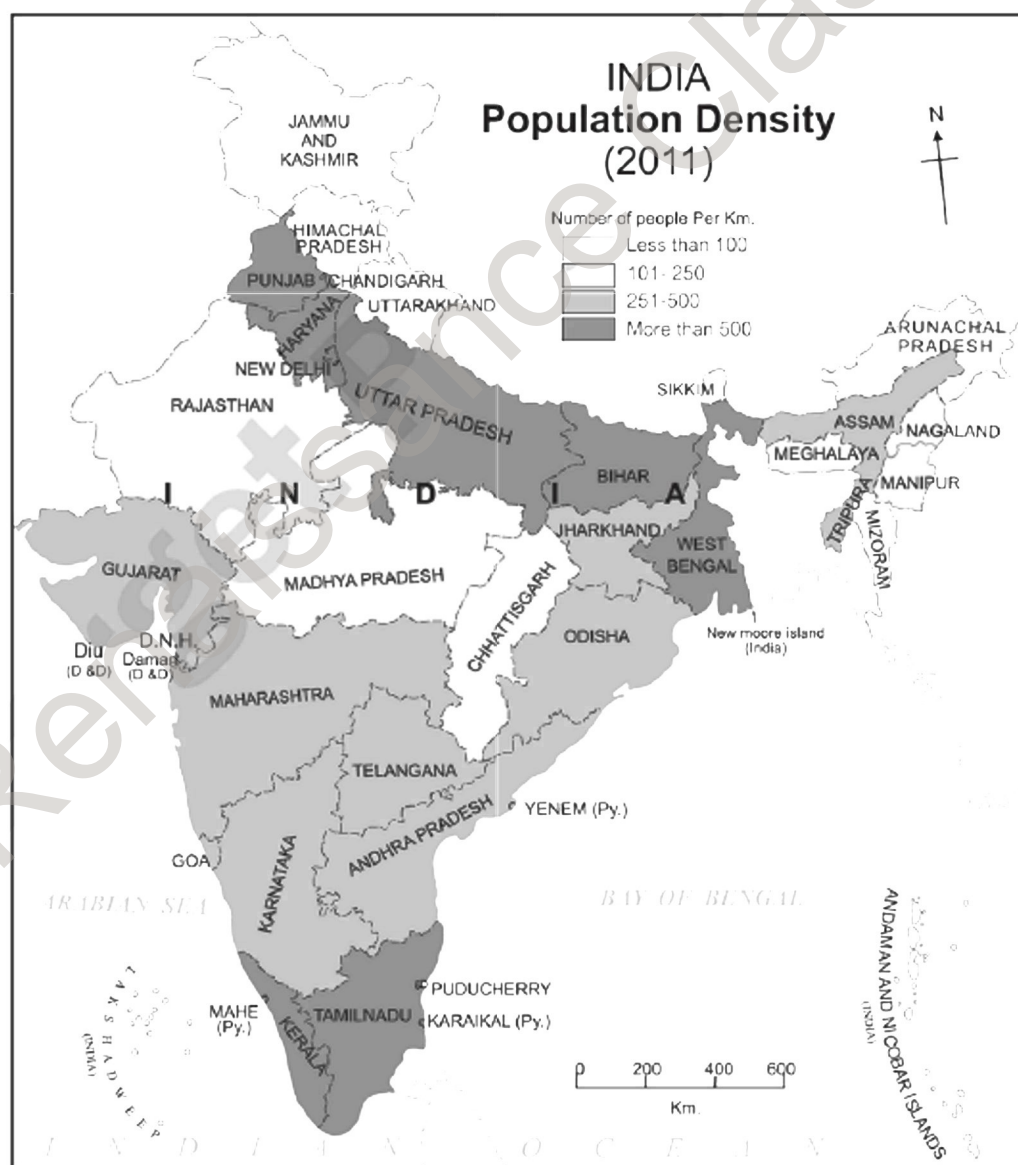 INDIA
Population Density
(2011)
N
Number of people Per Km.
Less than 100
101- 250
251-500
More than 500
JAMMU
AND
KASHMIR
HIMACHAL
PRADESH
PUNJAB
CHANDIGARH
UTTARAKHAND
HARYANA
NEW DELHI
RAJASTHAN
UTTAR PRADESH
SIKKIM
ARUNACHAL
PRADESH
ASSAM
NAGALAND
MEGHALAYA
MANIPUR
TRIPURA
MIZORAM
BIHAR
I N D I A
JHARKHAND
WEST
BENGAL
GUJARAT
MADHYA PRADESH
CHHATTISGARH
ODISHA
New moore island
(India)
Diu
(D &D)
D.N.H.
Daman
(D &D)
MAHARASHTRA
TELANGANA
ANDHRA PRADESH
YENEM (Py.)
GOA
KARNATAKA
ARABIAN SEA
BAY OF BENGAL
ANDAMAN AND NICOBAR ISLANDS
(INDIA)
LAKSHADWEEP
(INDIA)
MAHE
(Py.)
KERALA
TAMILNADU
PUDUCHERRY
KARAIKAL (Py.)
0 200 400 600
Km.
I N D I A N O C E A N